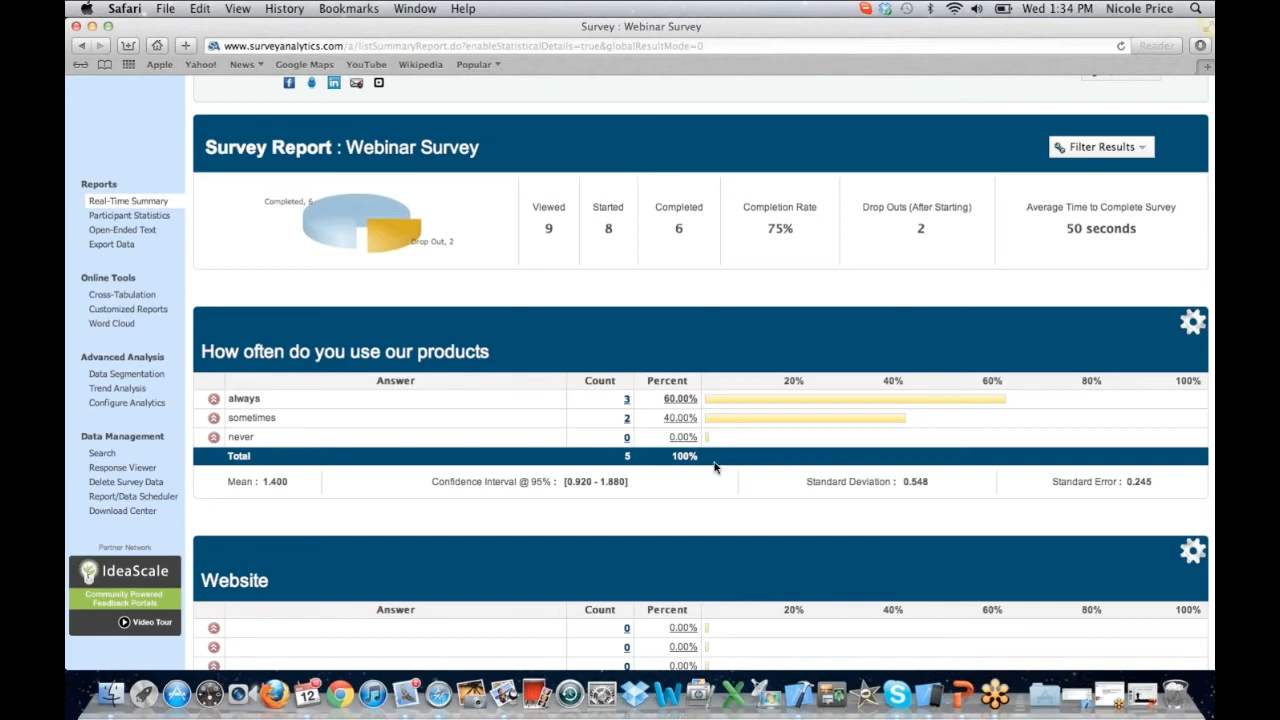 Safari File Edit View History Bookmarks Window Help Wed 1:34 PM Nicole Price
Survey : Webinar Survey
www.surveyanalytics.com/a/listSummaryReport.do?enableStatisticalDetails=true&globalResultMode=0 Reader
Apple Yahoo! News Google Maps YouTube Wikipedia Popular
Survey Report : Webinar Survey
Filter Results
Reports
Real-Time Summary
Participant Statistics
Open-Ended Text
Export Data
Online Tools
Cross-Tabulation
Customized Reports
Word Cloud
Advanced Analysis
Data Segmentation
Trend Analysis
Configure Analytics
Data Management
Search
Response Viewer
Delete Survey Data
Report/Data Scheduler
Download Center
Partner Network
IdeaScale
Community Powered
Feedback Portals
Video Tour
Completed, 6
Drop Out, 2
Viewed Started Completed Completion Rate Drop Outs (After Starting) Average Time to Complete Survey
9 8 6 75% 2 50 seconds
How often do you use our products
Answer Count Percent 20% 40% 60% 80% 100%
always 3 60.00%
sometimes 2 40.00%
never 0 0.00%
Total 5 100%
Mean : 1.400 Confidence Interval @ 95% : [0.920 - 1.880] Standard Deviation : 0.548 Standard Error : 0.245
Website
Answer Count Percent 20% 40% 60% 80% 100%
0 0.00%
0 0.00%
0 0.00%
12